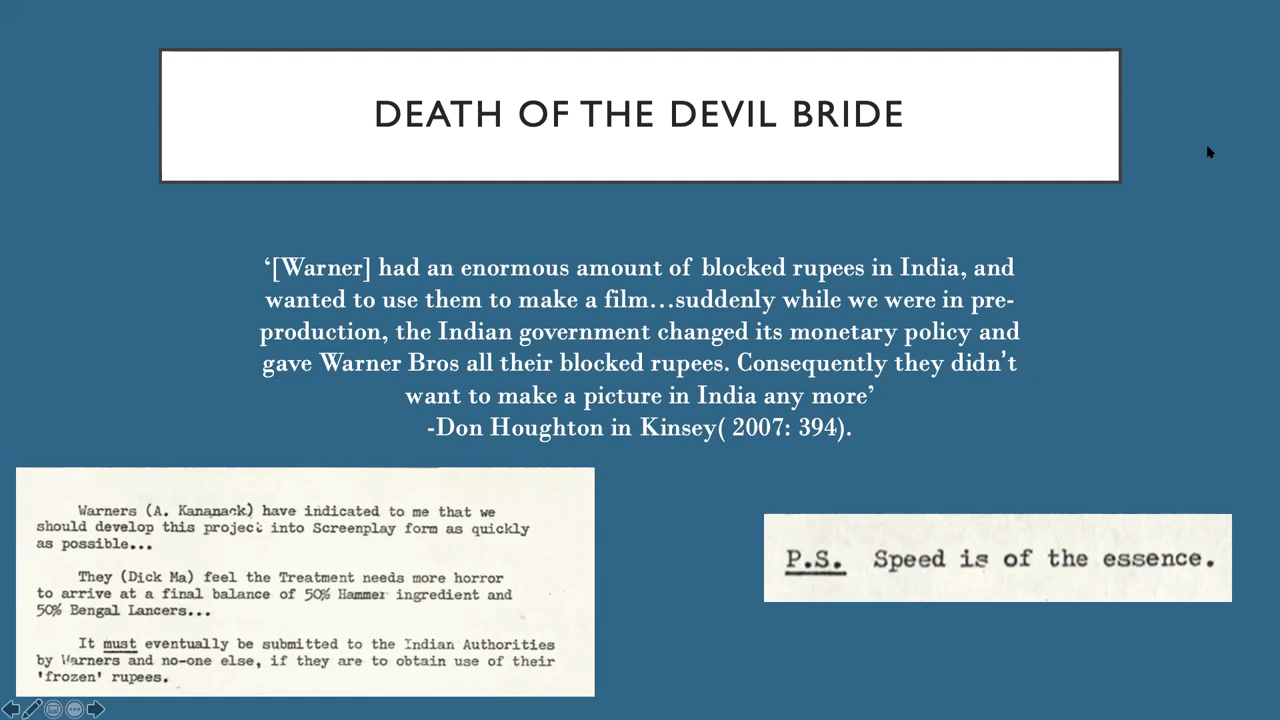 DEATH OF THE DEVIL BRIDE
‘[Warner] had an enormous amount of blocked rupees in India, and
wanted to use them to make a film…suddenly while we were in pre-
production, the Indian government changed its monetary policy and
gave Warner Bros all their blocked rupees. Consequently they didn’t
want to make a picture in India any more’
-Don Houghton in Kinsey( 2007: 394).
Warners (A. Kananack) have indicated to me that we
should develop this project into Screenplay form as quickly
as possible...
They (Dick Ma) feel the Treatment needs more horror
to arrive at a final balance of 50% Hammer ingredient and
50% Bengal Lancers...
It must eventually be submitted to the Indian Authorities
by Warners and no-one else, if they are to obtain use of their
'frozen' rupees.
P.S. Speed is of the essence.